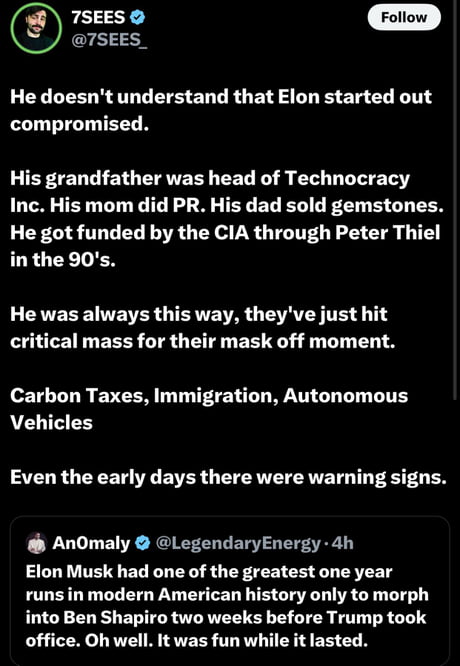 7SEES
Follow
@7SEES_
He doesn't understand that Elon started out
compromised.
His grandfather was head of Technocracy
Inc. His mom did PR. His dad sold gemstones.
He got funded by the CIA through Peter Thiel
in the 90's.
He was always this way, they've just hit
critical mass for their mask off moment.
Carbon Taxes, Immigration, Autonomous
Vehicles
Even the early days there were warning signs.
An0maly @LegendaryEnergy · 4h
Elon Musk had one of the greatest one year
runs in modern American history only to morph
into Ben Shapiro two weeks before Trump took
office. Oh well. It was fun while it lasted.